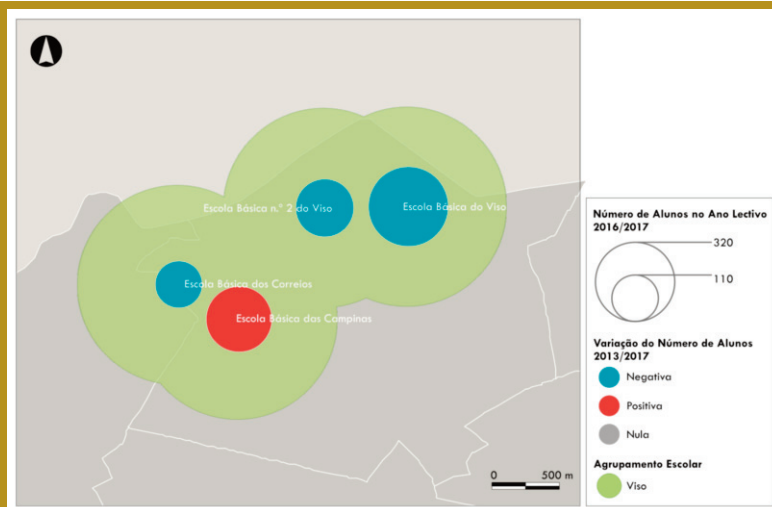 Escola Básica n.º 2 do Viso
Escola Básica do Viso
Escola Básica dos Correios
Escola Básica das Campinas
0 500 m
Número de Alunos no Ano Lectivo
2016/2017
320
110
Variação do Número de Alunos
2013/2017
Negativa
Positiva
Nula
Agrupamento Escolar
Viso